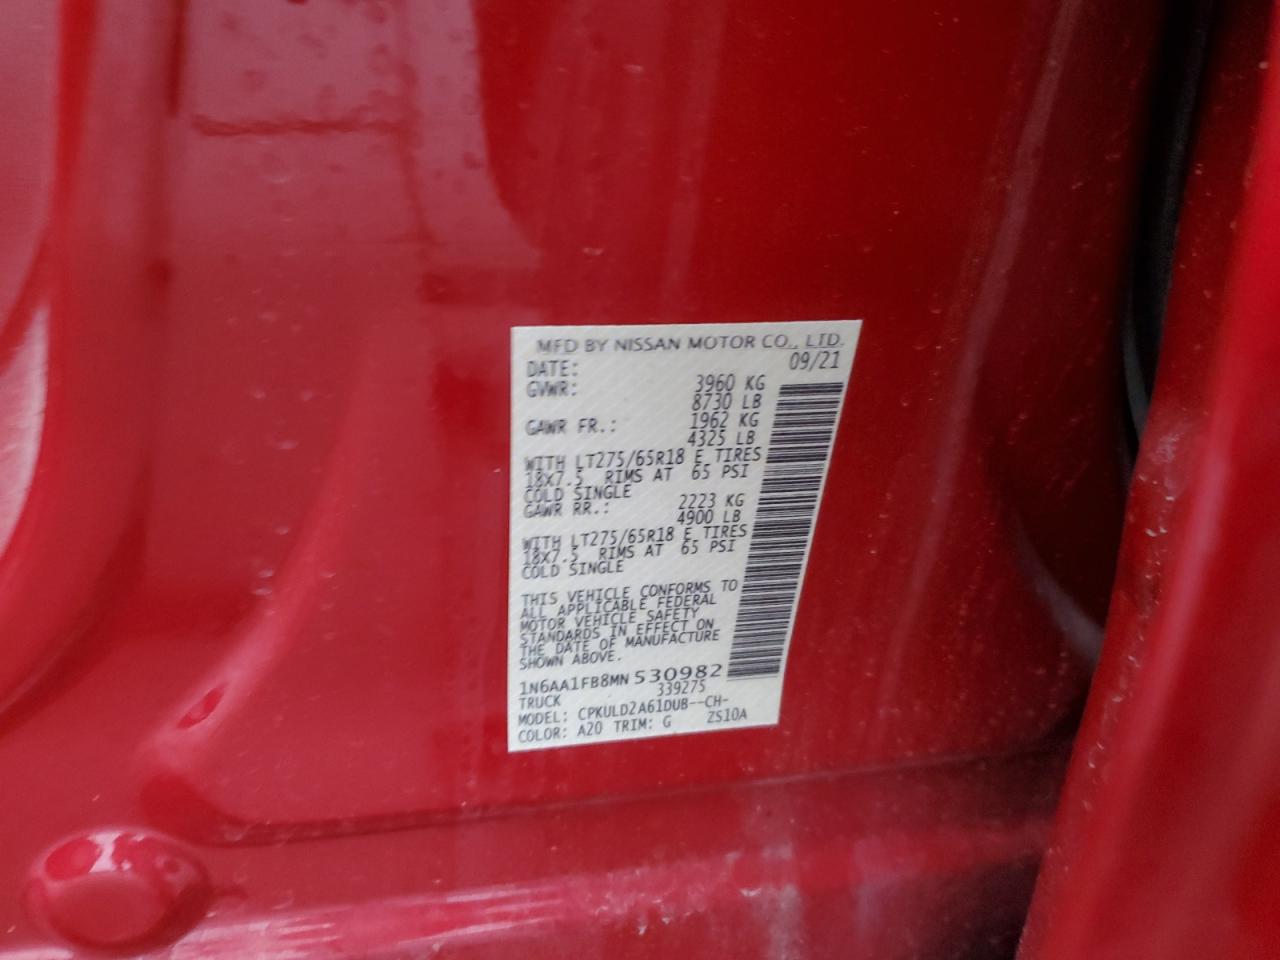 MFD BY NISSAN MOTOR CO., LTD.
DATE: 09/21
GVWR: 3960 KG
8730 LB
GAWR FR.: 1962 KG
4325 LB
WITH LT275/65R18 E TIRES
18X7.5 RIMS AT 65 PSI
COLD SINGLE
GAWR RR.: 2223 KG
4900 LB
WITH LT275/65R18 E TIRES
18X7.5 RIMS AT 65 PSI
COLD SINGLE
THIS VEHICLE CONFORMS TO
ALL APPLICABLE FEDERAL
MOTOR VEHICLE SAFETY
STANDARDS IN EFFECT ON
THE DATE OF MANUFACTURE
SHOWN ABOVE.
1N6AA1FB8MN530982
TRUCK 339275
MODEL: CPKULD2A61DUB--CH-
COLOR: A20 TRIM: G ZS10A